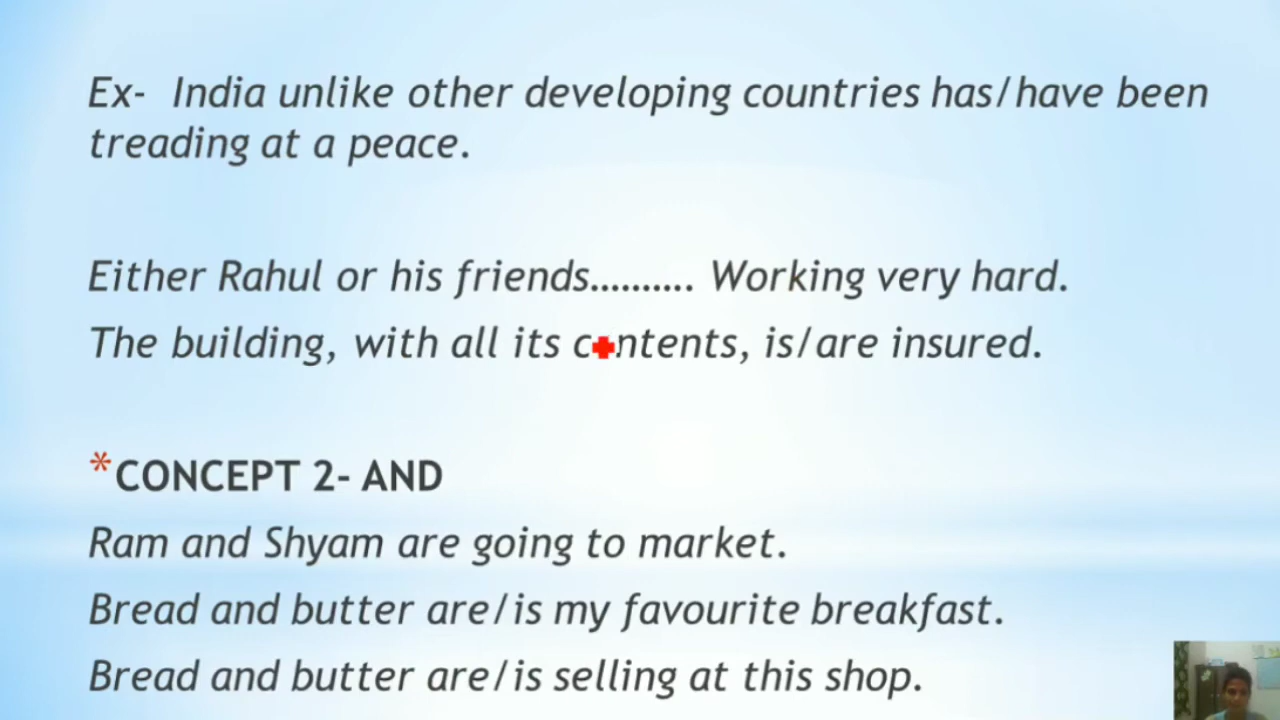 Ex- India unlike other developing countries has/have been
treading at a peace.
Either Rahul or his friends.......... Working very hard.
The building, with all its contents, is/are insured.
*CONCEPT 2- AND
Ram and Shyam are going to market.
Bread and butter are/is my favourite breakfast.
Bread and butter are/is selling at this shop.